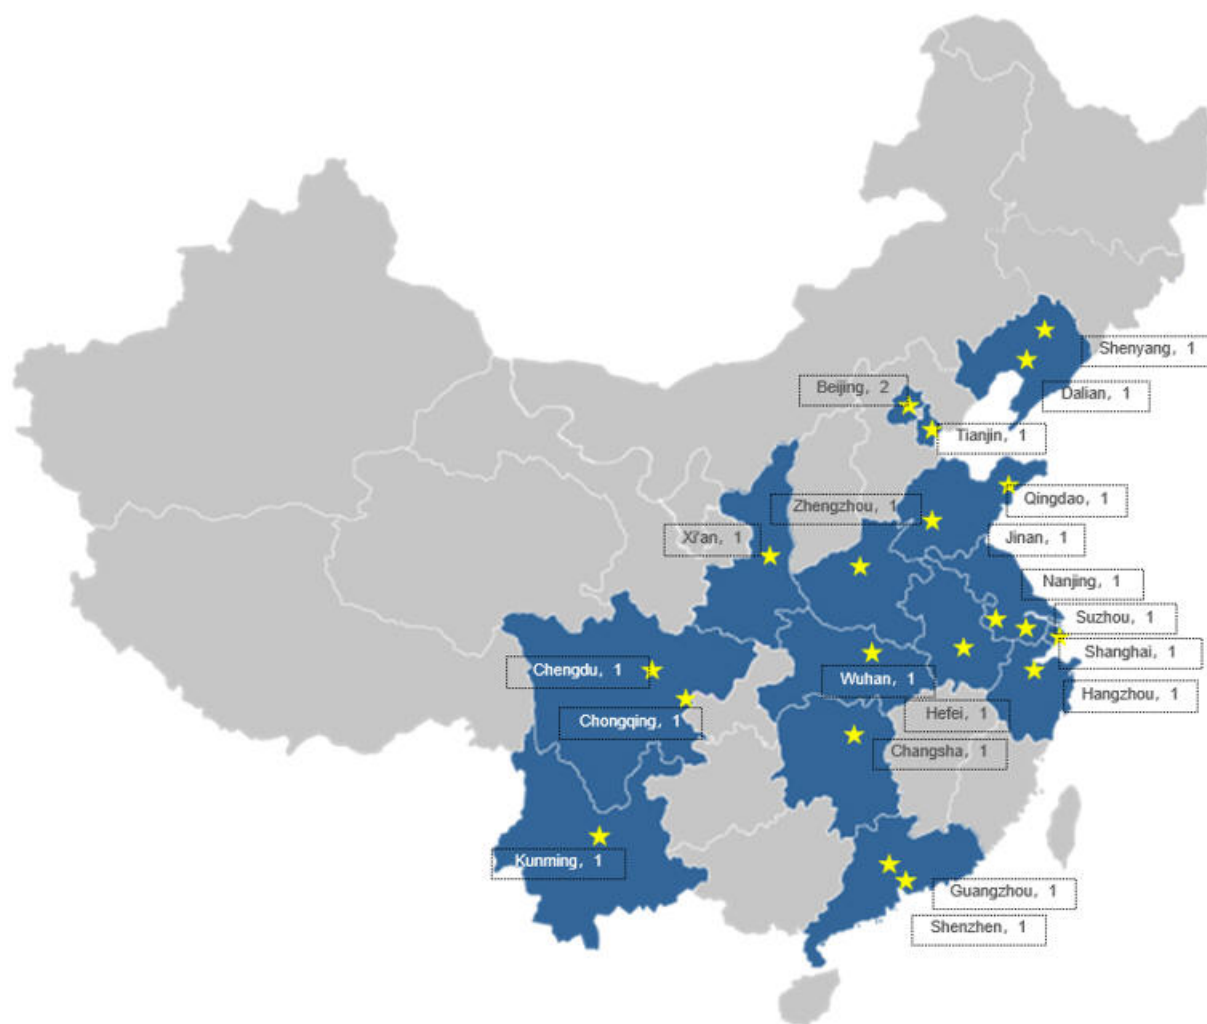 Shenyang, 1
Beijing, 2
Dalian, 1
Tianjin, 1
Qingdao, 1
Zhengzhou, 1
Xi'an, 1
Jinan, 1
Nanjing, 1
Suzhou, 1
Shanghai, 1
Chengdu, 1
Wuhan, 1
Hangzhou, 1
Hefei, 1
Chongqing, 1
Changsha, 1
Kunming, 1
Guangzhou, 1
Shenzhen, 1